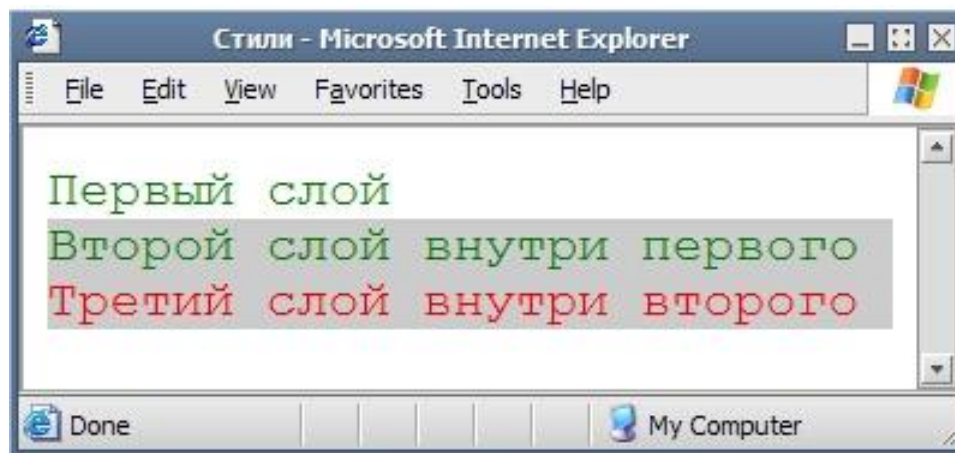 Стили - Microsoft Internet Explorer
File Edit View Favorites Tools Help
Первый слой
Второй слой внутри первого
Третий слой внутри второго
Done My Computer